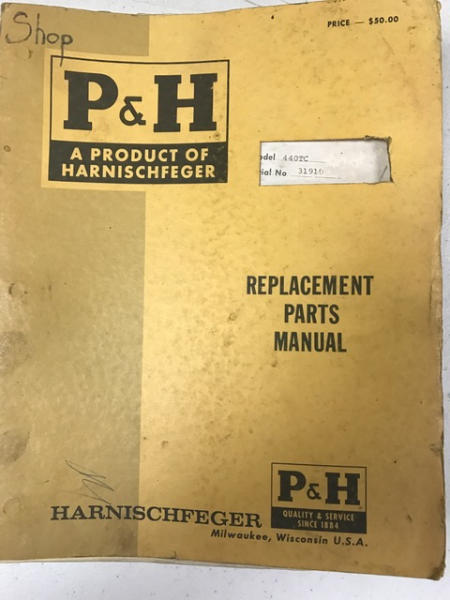 Shop
PRICE — $50.00
P&H
A PRODUCT OF
HARNISCHFEGER
odel 440TC
rial No 31910
REPLACEMENT
PARTS
MANUAL
P&H
QUALITY & SERVICE
SINCE 1884
HARNISCHFEGER
Milwaukee, Wisconsin U.S.A.